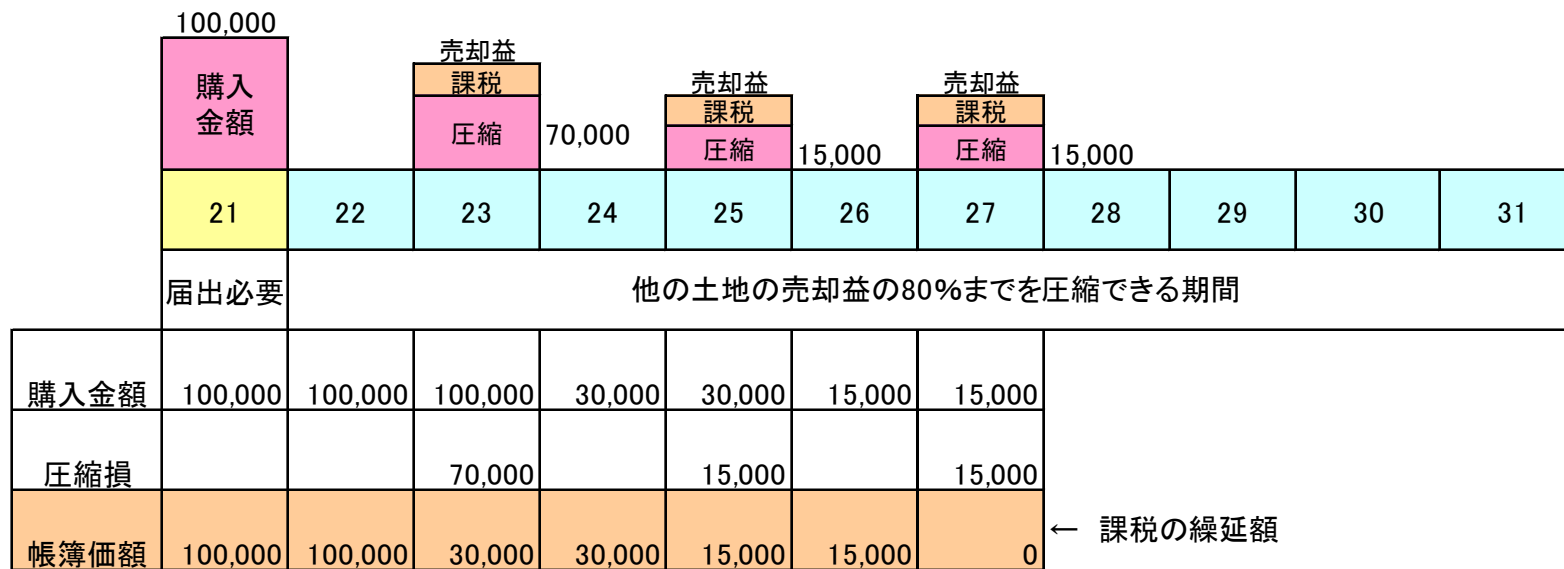 100,000
購入
金額
売却益
課税
圧縮
70,000
売却益
課税
圧縮
15,000
売却益
課税
圧縮
15,000
21 22 23 24 25 26 27 28 29 30 31
届出必要 他の土地の売却益の80%までを圧縮できる期間
購入金額 100,000 100,000 100,000 30,000 30,000 15,000 15,000
圧縮損 70,000 15,000 15,000
帳簿価額 100,000 100,000 30,000 30,000 15,000 15,000 0
← 課税の繰延額